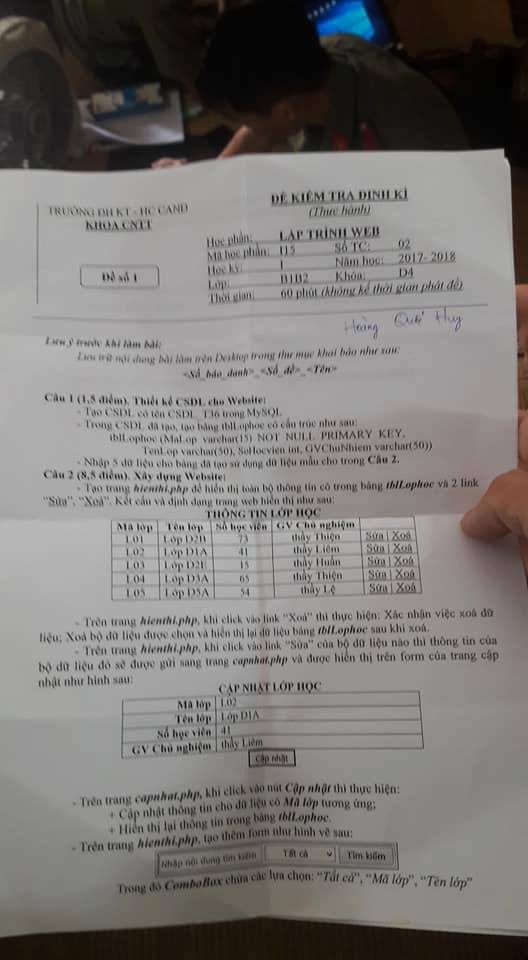 TRƯỜNG ĐH KT - HC CAND
KHOA CNTT
Đề số 1
ĐỀ KIỂM TRA ĐỊNH KÌ
(Thực hành)
Học phần: LẬP TRÌNH WEB
Mã học phần: I15 Số TC: 02
Học kỳ: 1 Năm học: 2017- 2018
Lớp: B1B2 Khóa: D4
Thời gian: 60 phút (không kể thời gian phát đề)
Hoàng Quốc Huy
Lưu ý trước khi làm bài:
Lưu trữ nội dung bài làm trên Desktop trong thư mục khai báo như sau:
<Số_báo_danh>_<Số_đề>_<Tên>
Câu 1 (1,5 điểm). Thiết kế CSDL cho Website:
- Tạo CSDL có tên CSDL_T36 trong MySQL
- Trong CSDL đã tạo, tạo bảng tblLophoc có cấu trúc như sau:
tblLophoc (MaLop varchar(15) NOT NULL PRIMARY KEY,
TenLop varchar(50), SoHocvien int, GVChuNhiem varchar(50))
- Nhập 5 dữ liệu cho bảng đã tạo sử dụng dữ liệu mẫu cho trong Câu 2.
Câu 2 (8,5 điểm). Xây dựng Website:
- Tạo trang hienthi.php để hiển thị toàn bộ thông tin có trong bảng tblLophoc và 2 link
"Sửa", "Xoá". Kết cấu và định dạng trang web hiển thị như sau:
THÔNG TIN LỚP HỌC
Mã lớp Tên lớp Số học viên GV Chủ nghiệm
L01 Lớp D2B 73 thầy Thiện Sửa | Xoá
L02 Lớp D1A 41 thầy Liêm Sửa | Xoá
L03 Lớp D2E 15 thầy Huấn Sửa | Xoá
L04 Lớp D3A 65 thầy Thiện Sửa | Xoá
L05 Lớp D5A 54 thầy Lệ Sửa | Xoá
- Trên trang hienthi.php, khi click vào link "Xoá" thì thực hiện: Xác nhận việc xoá dữ
liệu; Xoá bộ dữ liệu được chọn và hiển thị lại dữ liệu bảng tblLophoc sau khi xoá.
- Trên trang hienthi.php, khi click vào link "Sửa" của bộ dữ liệu nào thì thông tin của
bộ dữ liệu đó sẽ được gửi sang trang capnhat.php và được hiển thị trên form của trang cập
nhật như hình sau:
CẬP NHẬT LỚP HỌC
Mã lớp L02
Tên lớp Lớp D1A
Số học viên 41
GV Chủ nghiệm thầy Liêm
Cập nhật
- Trên trang capnhat.php, khi click vào nút Cập nhật thì thực hiện:
+ Cập nhật thông tin cho dữ liệu có Mã lớp tương ứng;
+ Hiển thị lại thông tin trong bảng tblLophoc.
- Trên trang hienthi.php, tạo thêm form như hình vẽ sau:
Nhập nội dung tìm kiếm Tất cả Tìm kiếm
Trong đó ComboBox chứa các lựa chọn: "Tất cả", "Mã lớp", "Tên lớp"